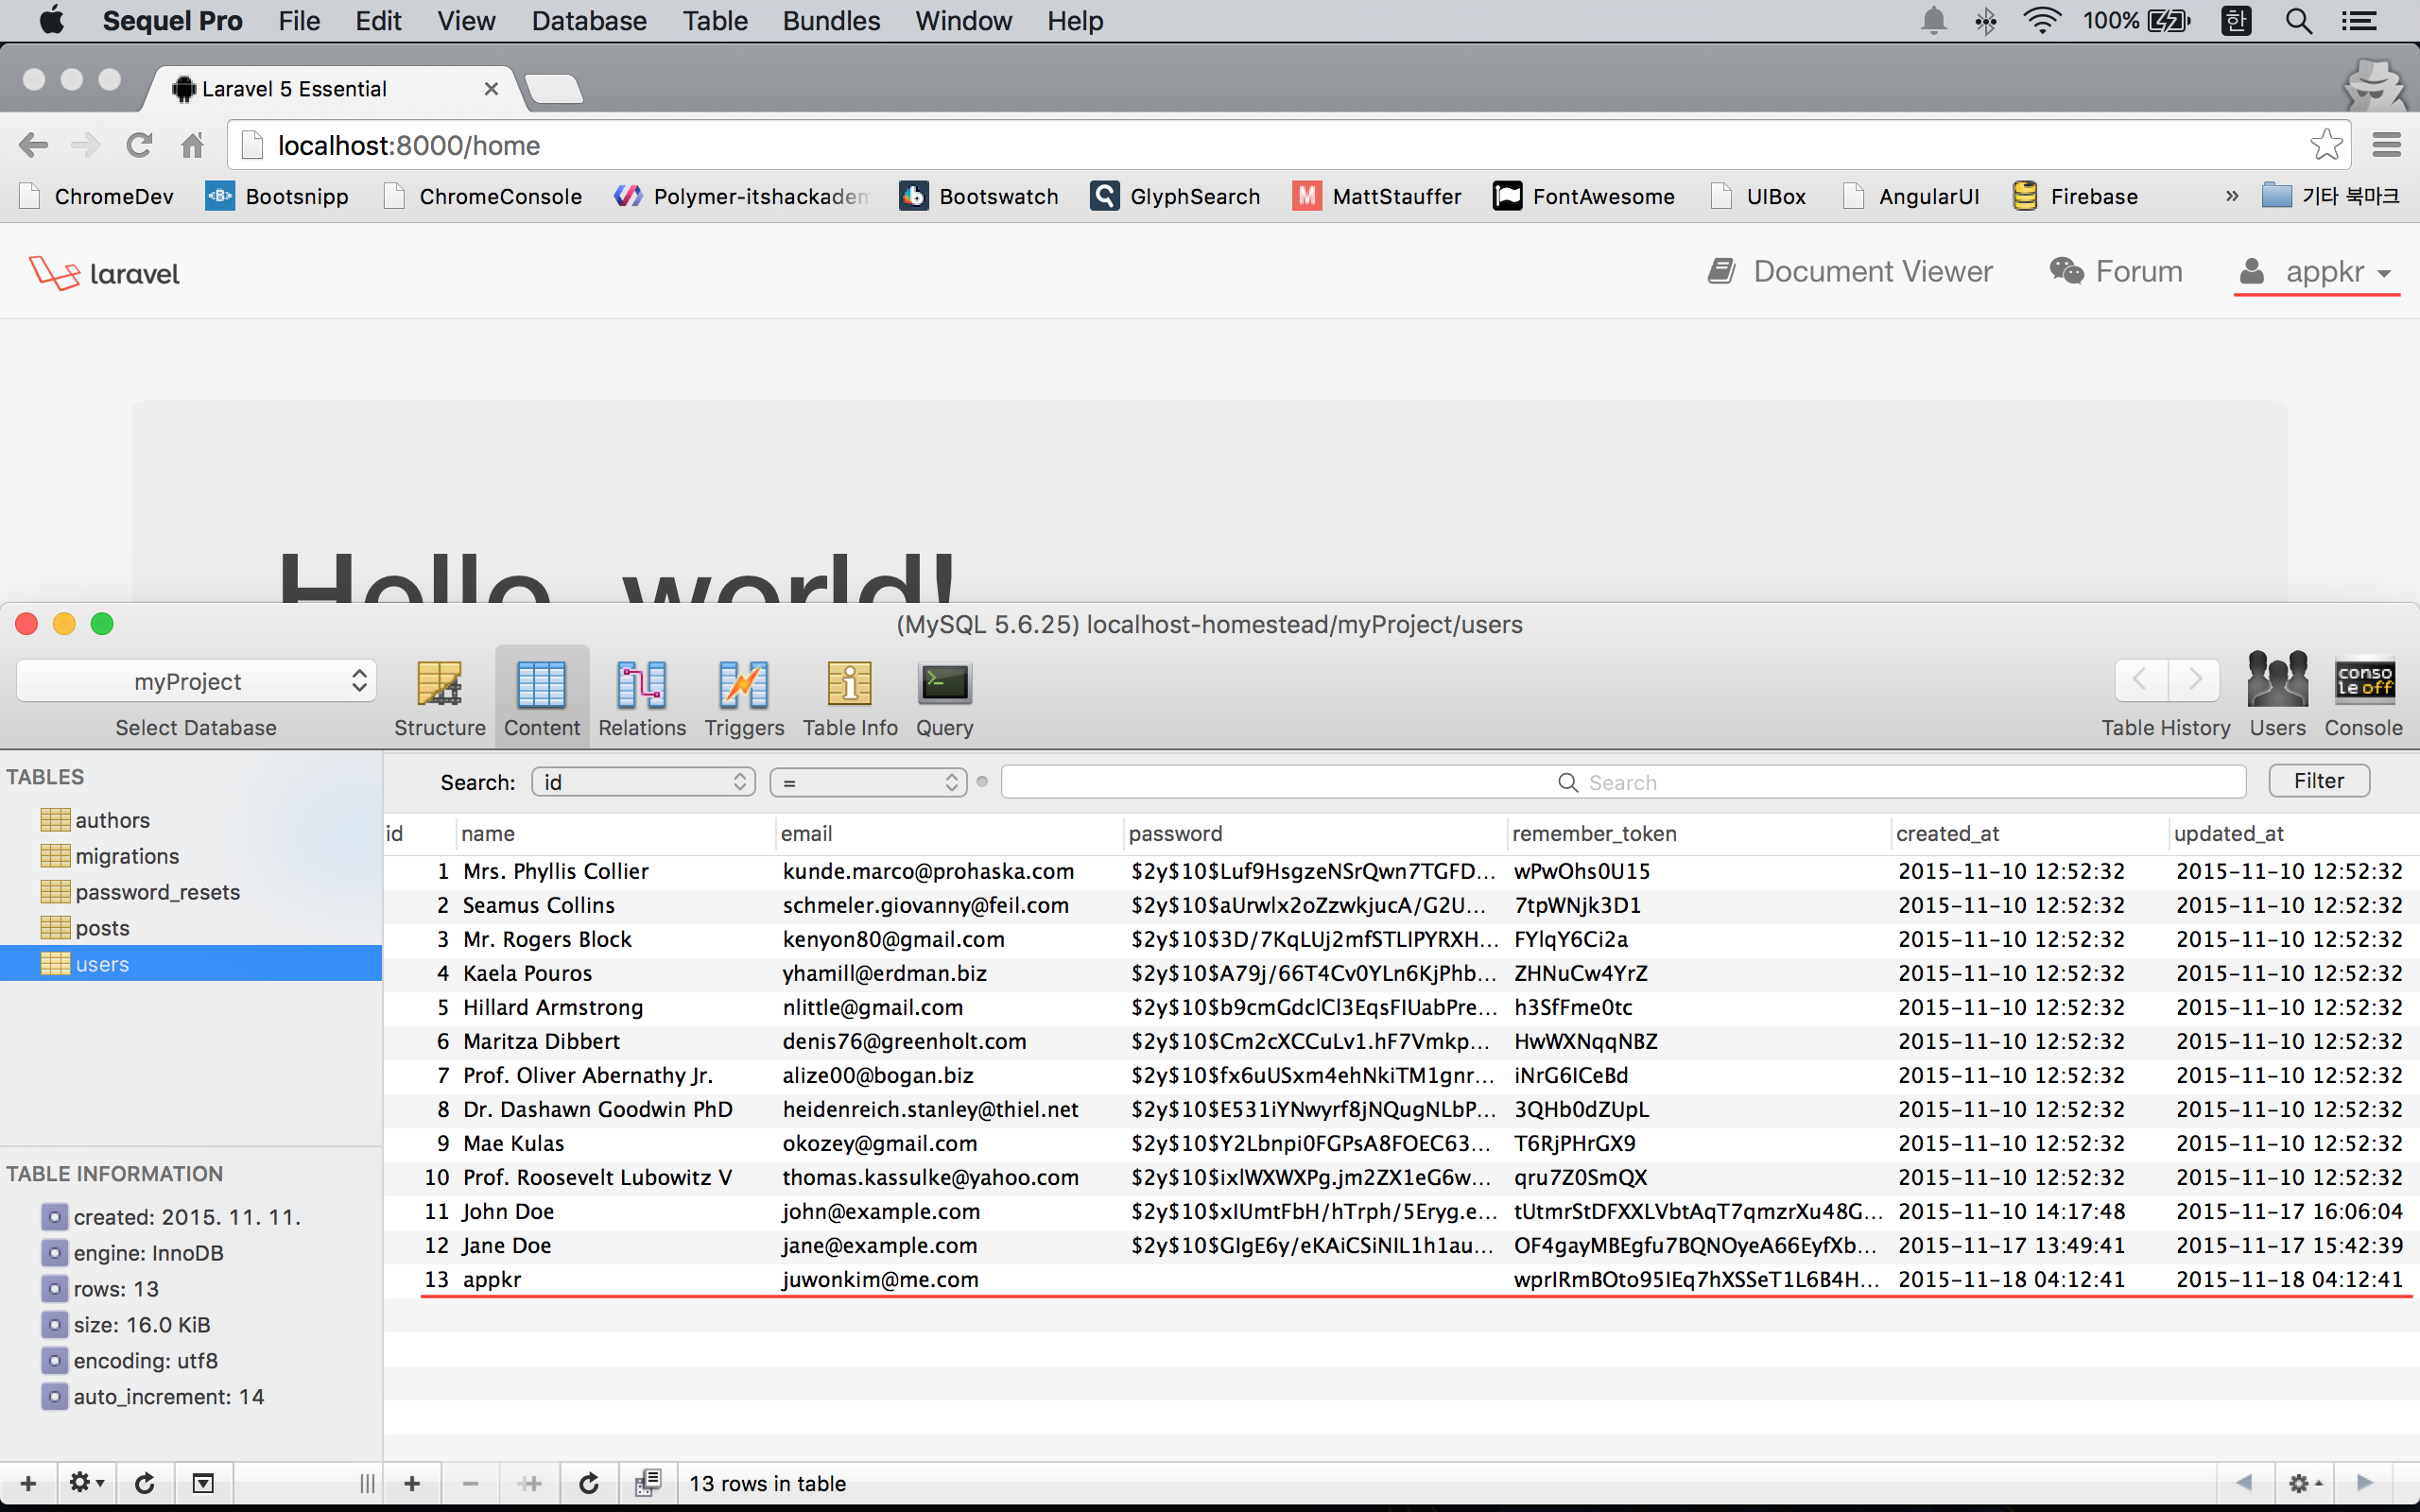 Sequel Pro File Edit View Database Table Bundles Window Help 100% 한
Laravel 5 Essential
localhost:8000/home
ChromeDev Bootsnipp ChromeConsole Polymer-itshackadem Bootswatch GlyphSearch MattStauffer FontAwesome UIBox AngularUI Firebase » 기타 북마크
laravel Document Viewer Forum appkr
Hello, world!
(MySQL 5.6.25) localhost-homestead/myProject/users
myProject
Select Database Structure Content Relations Triggers Table Info Query Table History Users Console
console off
TABLES
authors
migrations
password_resets
posts
users
TABLE INFORMATION
created: 2015. 11. 11.
engine: InnoDB
rows: 13
size: 16.0 KiB
encoding: utf8
auto_increment: 14
Search: id = Search Filter
id name email password remember_token created_at updated_at
1 Mrs. Phyllis Collier kunde.marco@prohaska.com $2y$10$Luf9HsgzeNSrQwn7TGFD... wPwOhs0U15 2015-11-10 12:52:32 2015-11-10 12:52:32
2 Seamus Collins schmeler.giovanny@feil.com $2y$10$aUrwIx2oZzwkjucA/G2U... 7tpWNjk3D1 2015-11-10 12:52:32 2015-11-10 12:52:32
3 Mr. Rogers Block kenyon80@gmail.com $2y$10$3D/7KqLUj2mfSTLIPYRXH... FYlqY6Ci2a 2015-11-10 12:52:32 2015-11-10 12:52:32
4 Kaela Pouros yhamill@erdman.biz $2y$10$A79j/66T4Cv0YLn6KjPhb... ZHNuCw4YrZ 2015-11-10 12:52:32 2015-11-10 12:52:32
5 Hillard Armstrong nlittle@gmail.com $2y$10$b9cmGdclCl3EqsFIUabPre... h3SfFme0tc 2015-11-10 12:52:32 2015-11-10 12:52:32
6 Maritza Dibbert denis76@greenholt.com $2y$10$Cm2cXCCuLv1.hF7Vmkp... HwWXNqqNBZ 2015-11-10 12:52:32 2015-11-10 12:52:32
7 Prof. Oliver Abernathy Jr. alize00@bogan.biz $2y$10$fx6uUSxm4ehNkiTM1gnr... iNrG6ICeBd 2015-11-10 12:52:32 2015-11-10 12:52:32
8 Dr. Dashawn Goodwin PhD heidenreich.stanley@thiel.net $2y$10$E531iYNwyrf8jNQugNLbP... 3QHb0dZUpL 2015-11-10 12:52:32 2015-11-10 12:52:32
9 Mae Kulas okozey@gmail.com $2y$10$Y2Lbnpi0FGPsA8FOEC63... T6RjPHrGX9 2015-11-10 12:52:32 2015-11-10 12:52:32
10 Prof. Roosevelt Lubowitz V thomas.kassulke@yahoo.com $2y$10$ixlWXWXPg.jm2ZX1eG6w... qru7Z0SmQX 2015-11-10 12:52:32 2015-11-10 12:52:32
11 John Doe john@example.com $2y$10$xIUmtFbH/hTrph/5Eryg.e... tUtmrStDFXXLVbtAqT7qmzrXu48G... 2015-11-10 14:17:48 2015-11-17 16:06:04
12 Jane Doe jane@example.com $2y$10$GIgE6y/eKAiCSiNIL1h1au... OF4gayMBEgfu7BQNOyeA66EyfXb... 2015-11-17 13:49:41 2015-11-17 15:42:39
13 appkr juwonkim@me.com wprIRmBOto95IEq7hXSSeT1L6B4H... 2015-11-18 04:12:41 2015-11-18 04:12:41
13 rows in table